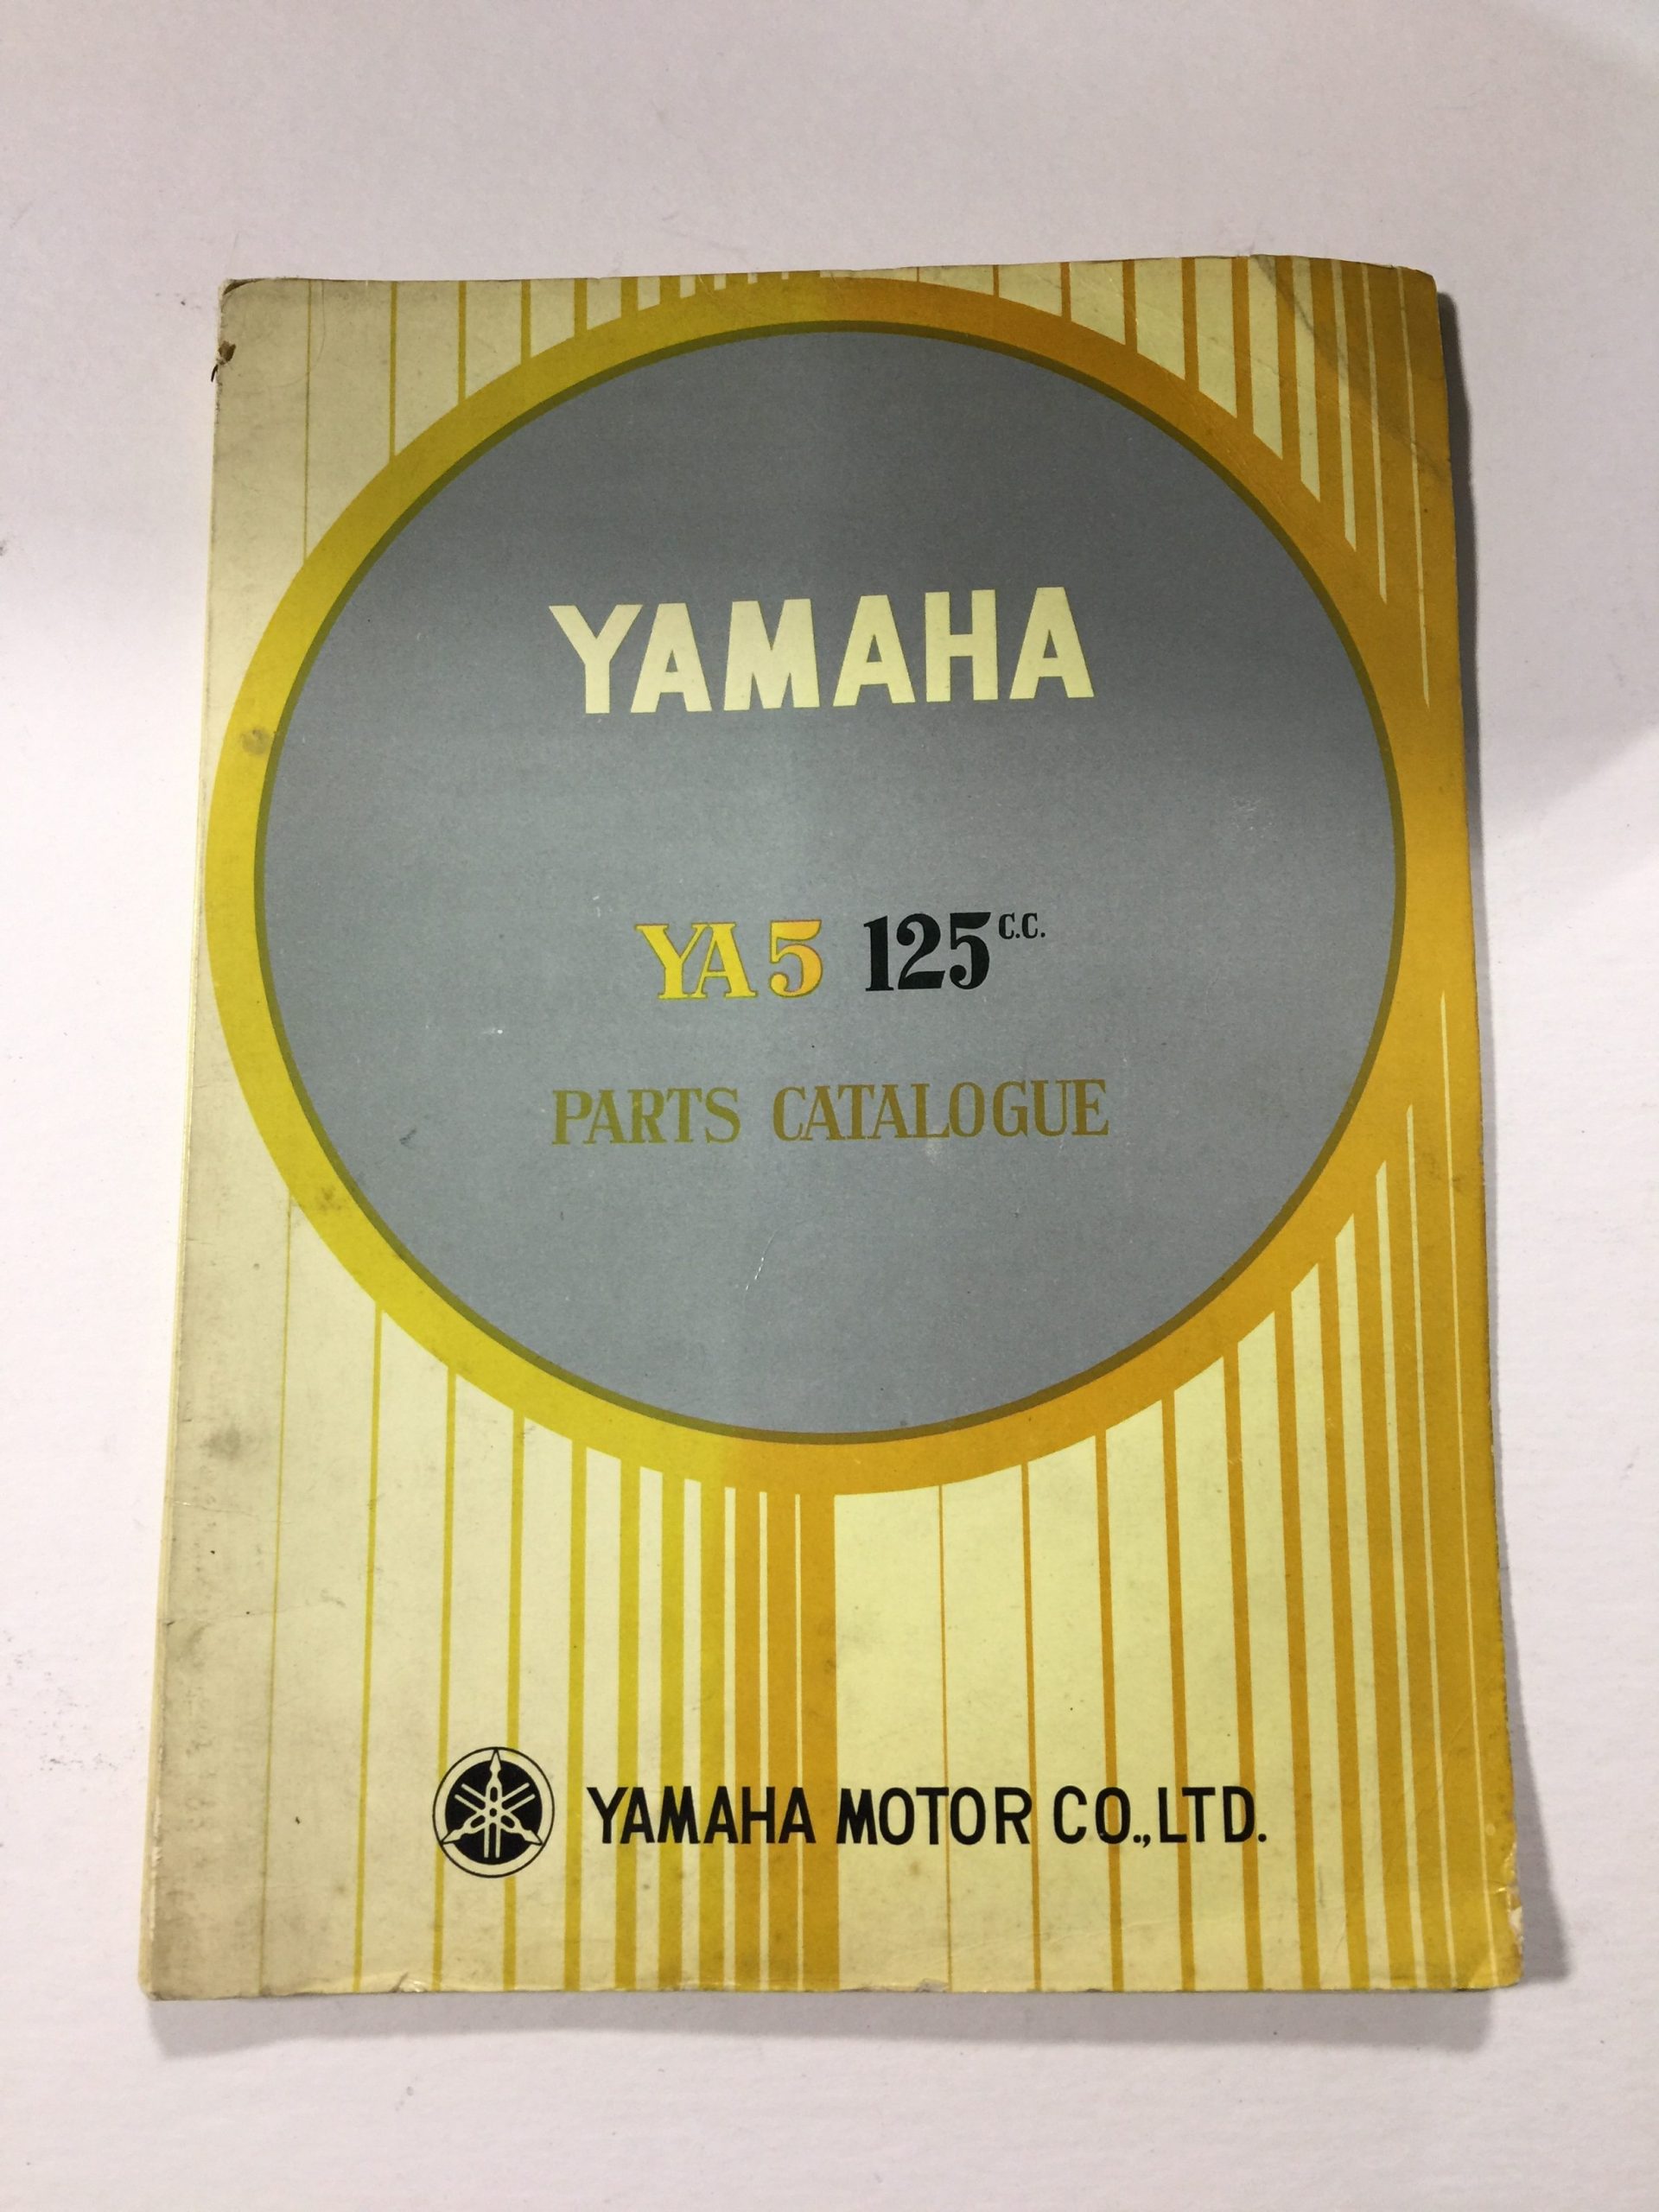 YAMAHA
YA5 125C.C.
PARTS CATALOGUE
YAMAHA MOTOR CO.,LTD.